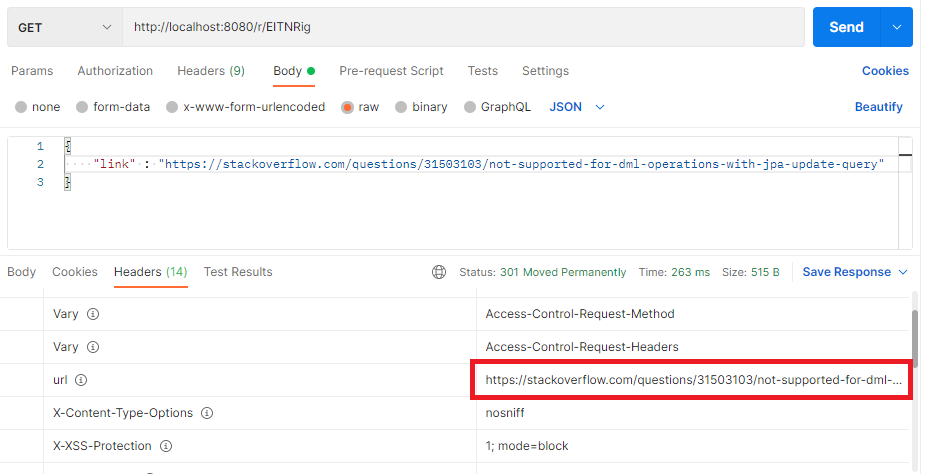 GET http://localhost:8080/r/EITNRig Send
Params Authorization Headers (9) Body Pre-request Script Tests Settings Cookies
none form-data x-www-form-urlencoded raw binary GraphQL JSON Beautify
1 {
2 "link" : "https://stackoverflow.com/questions/31503103/not-supported-for-dml-operations-with-jpa-update-query"
3 }
Body Cookies Headers (14) Test Results Status: 301 Moved Permanently Time: 263 ms Size: 515 B Save Response
Vary Access-Control-Request-Method
Vary Access-Control-Request-Headers
url https://stackoverflow.com/questions/31503103/not-supported-for-dml-...
X-Content-Type-Options nosniff
X-XSS-Protection 1; mode=block